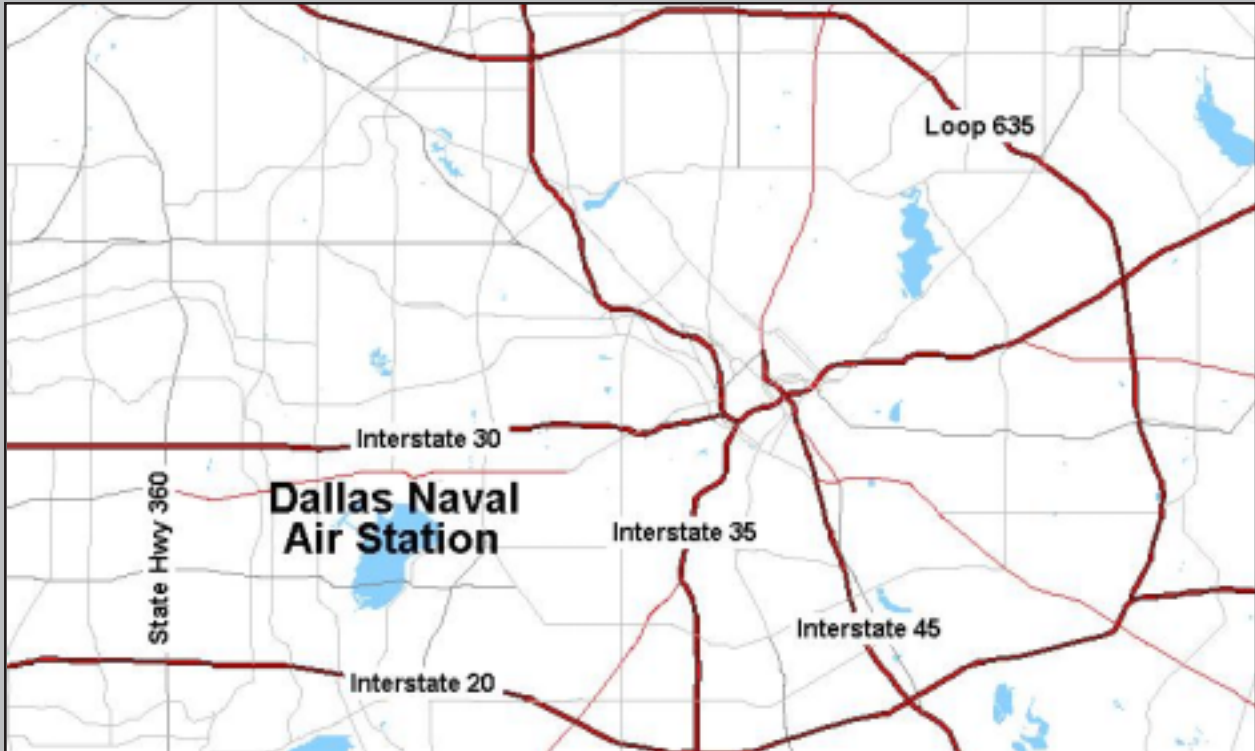 Loop 635
Interstate 30
State Hwy 360
Dallas Naval
Air Station
Interstate 35
Interstate 45
Interstate 20